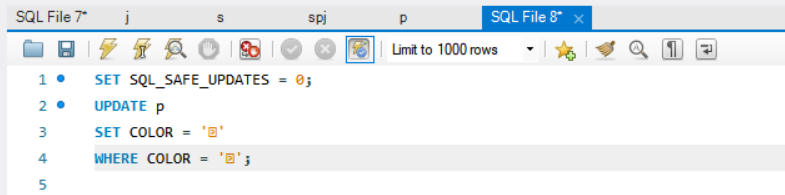 SQL File 7* j s spj p SQL File 8* ×
Limit to 1000 rows
1 SET SQL_SAFE_UPDATES = 0;
2 UPDATE p
3 SET COLOR = ''
4 WHERE COLOR = '';
5